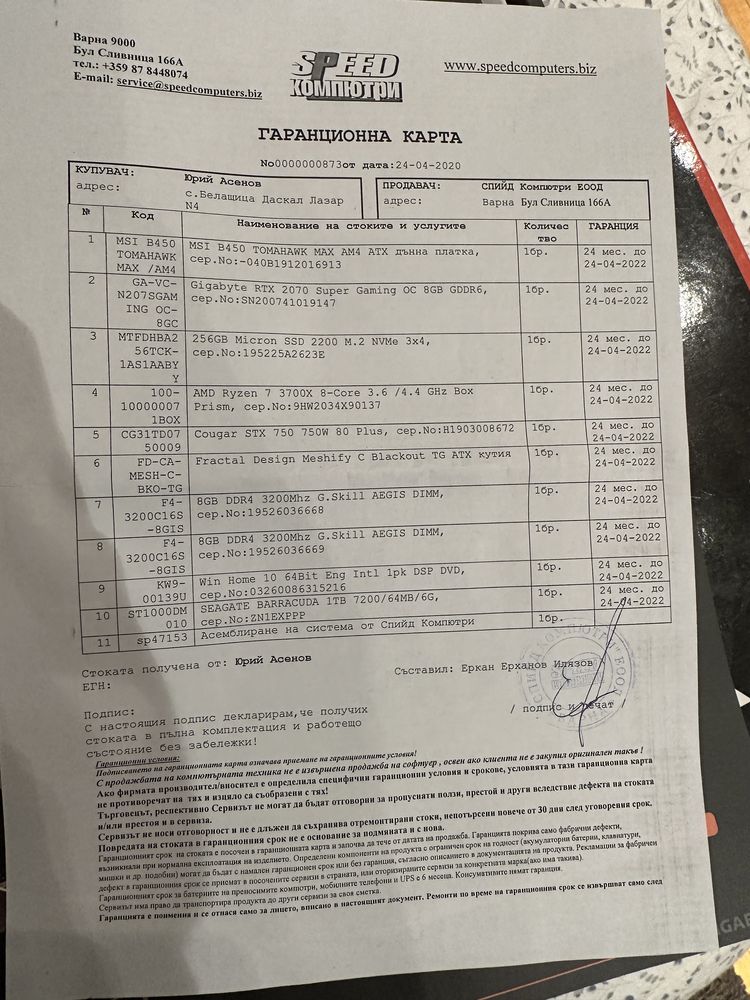 Варна 9000
Бул Сливница 166А
тел.: +359 87 8448074
E-mail: service@speedcomputers.biz
SPEED
КОМПЮТРИ
www.speedcomputers.biz
ГАРАНЦИОННА КАРТА
No0000000873от дата:24-04-2020
КУПУВАЧ: Юрий Асенов
адрес: с.Белащица Даскал Лазар
N4
ПРОДАВАЧ: СПИЙД Компютри ЕООД
адрес: Варна Бул Сливница 166А
№ Код Наименование на стоките и услугите Количес
тво ГАРАНЦИЯ
1 MSI B450
TOMAHAWK
MAX /AM4 MSI B450 TOMAHAWK MAX AM4 ATX дънна платка,
сер.No:-040B1912016913 1бр. 24 мес. до
24-04-2022
2 GA-VC-
N207SGAM
ING OC-
8GC Gigabyte RTX 2070 Super Gaming OC 8GB GDDR6,
сер.No:SN200741019147 1бр. 24 мес. до
24-04-2022
3 MTFDHBA2
56TCK-
1AS1AABY
Y 256GB Micron SSD 2200 M.2 NVMe 3x4,
сер.No:195225A2623E 1бр. 24 мес. до
24-04-2022
4 100-
10000007
1BOX AMD Ryzen 7 3700X 8-Core 3.6 /4.4 GHz Box
Prism, сер.No:9HW2034X90137 1бр. 24 мес. до
24-04-2022
5 CG31TD07
50009 Cougar STX 750 750W 80 Plus, сер.No:H1903008672 1бр. 24 мес. до
24-04-2022
6 FD-CA-
MESH-C-
BKO-TG Fractal Design Meshify C Blackout TG ATX кутия 1бр. 24 мес. до
24-04-2022
7 F4-
3200C16S
-8GIS 8GB DDR4 3200Mhz G.Skill AEGIS DIMM,
сер.No:19526036668 1бр. 24 мес. до
24-04-2022
8 F4-
3200C16S
-8GIS 8GB DDR4 3200Mhz G.Skill AEGIS DIMM,
сер.No:19526036669 1бр. 24 мес. до
24-04-2022
9 KW9-
00139U Win Home 10 64Bit Eng Intl 1pk DSP DVD,
сер.No:03260086315216 1бр. 24 мес. до
24-04-2022
10 ST1000DM
010 SEAGATE BARRACUDA 1TB 7200/64MB/6G,
сер.No:ZN1EXPPP 1бр. 24 мес. до
24-04-2022
11 sp47153 Асемблиране на система от Спийд Компютри 1бр.
Стоката получена от: Юрий Асенов
ЕГН:
Съставил: Еркан Ерханов Илязов
Подпис:
/ подпис и печат /
С настоящия подпис декларирам,че получих
стоката в пълна комплектация и работещо
състояние без забележки!
Гаранционни условия:
Подписването на гаранционната карта означава приемане на гаранционните условия!
С продажбата на компютърната техника не е извършена продажба на софтуер , освен ако клиента не е закупил оригинален такъв !
Ако фирмата производител/вносител е определила специфични гаранционни условия и срокове, условията в тази гаранционна карта
не противоречат на тях и изцяло са съобразени с тях!
Търговецът, респективно Сервизът не могат да бъдат отговорни за пропуснати ползи, престой и други вследствие дефекта на стоката
и/или престоя и в сервиза.
Сервизът не носи отговорност и не е длъжен да съхранява отремонтирани стоки, непотърсени повече от 30 дни след уговорения срок.
Повредата на стоката в гаранционния срок не е основание за подмяната и с нова.
Гаранционният срок на стоката е посочен в гаранционната карта и започва да тече от датата на продажба. Гаранцията покрива само фабрични дефекти,
възникнали при нормална експлоатация на изделието. Определени компоненти на продукта с ограничен срок на годност (акумулаторни батерии, клавиатури,
мишки и др. подобни) могат да бъдат с намален гаранционен срок или без гаранция, съгласно описанието в документацията на продукта. Рекламации за фабричен
дефект в гаранционния срок се приемат в посочените сервизи в страната, или оторизираните сервизи за конкретната марка(ако има такива).
Гаранционният срок за батериите на преносимите компютри, мобилните телефони и UPS е 6 месеца. Консумативите нямат гаранция.
Сервизът има право да транспортира продукта до други сервизи за своя сметка.
Гаранцията е поименна и се отнася само за лицето, вписано в настоящият документ. Ремонти по време на гаранционния срок се извършват само след